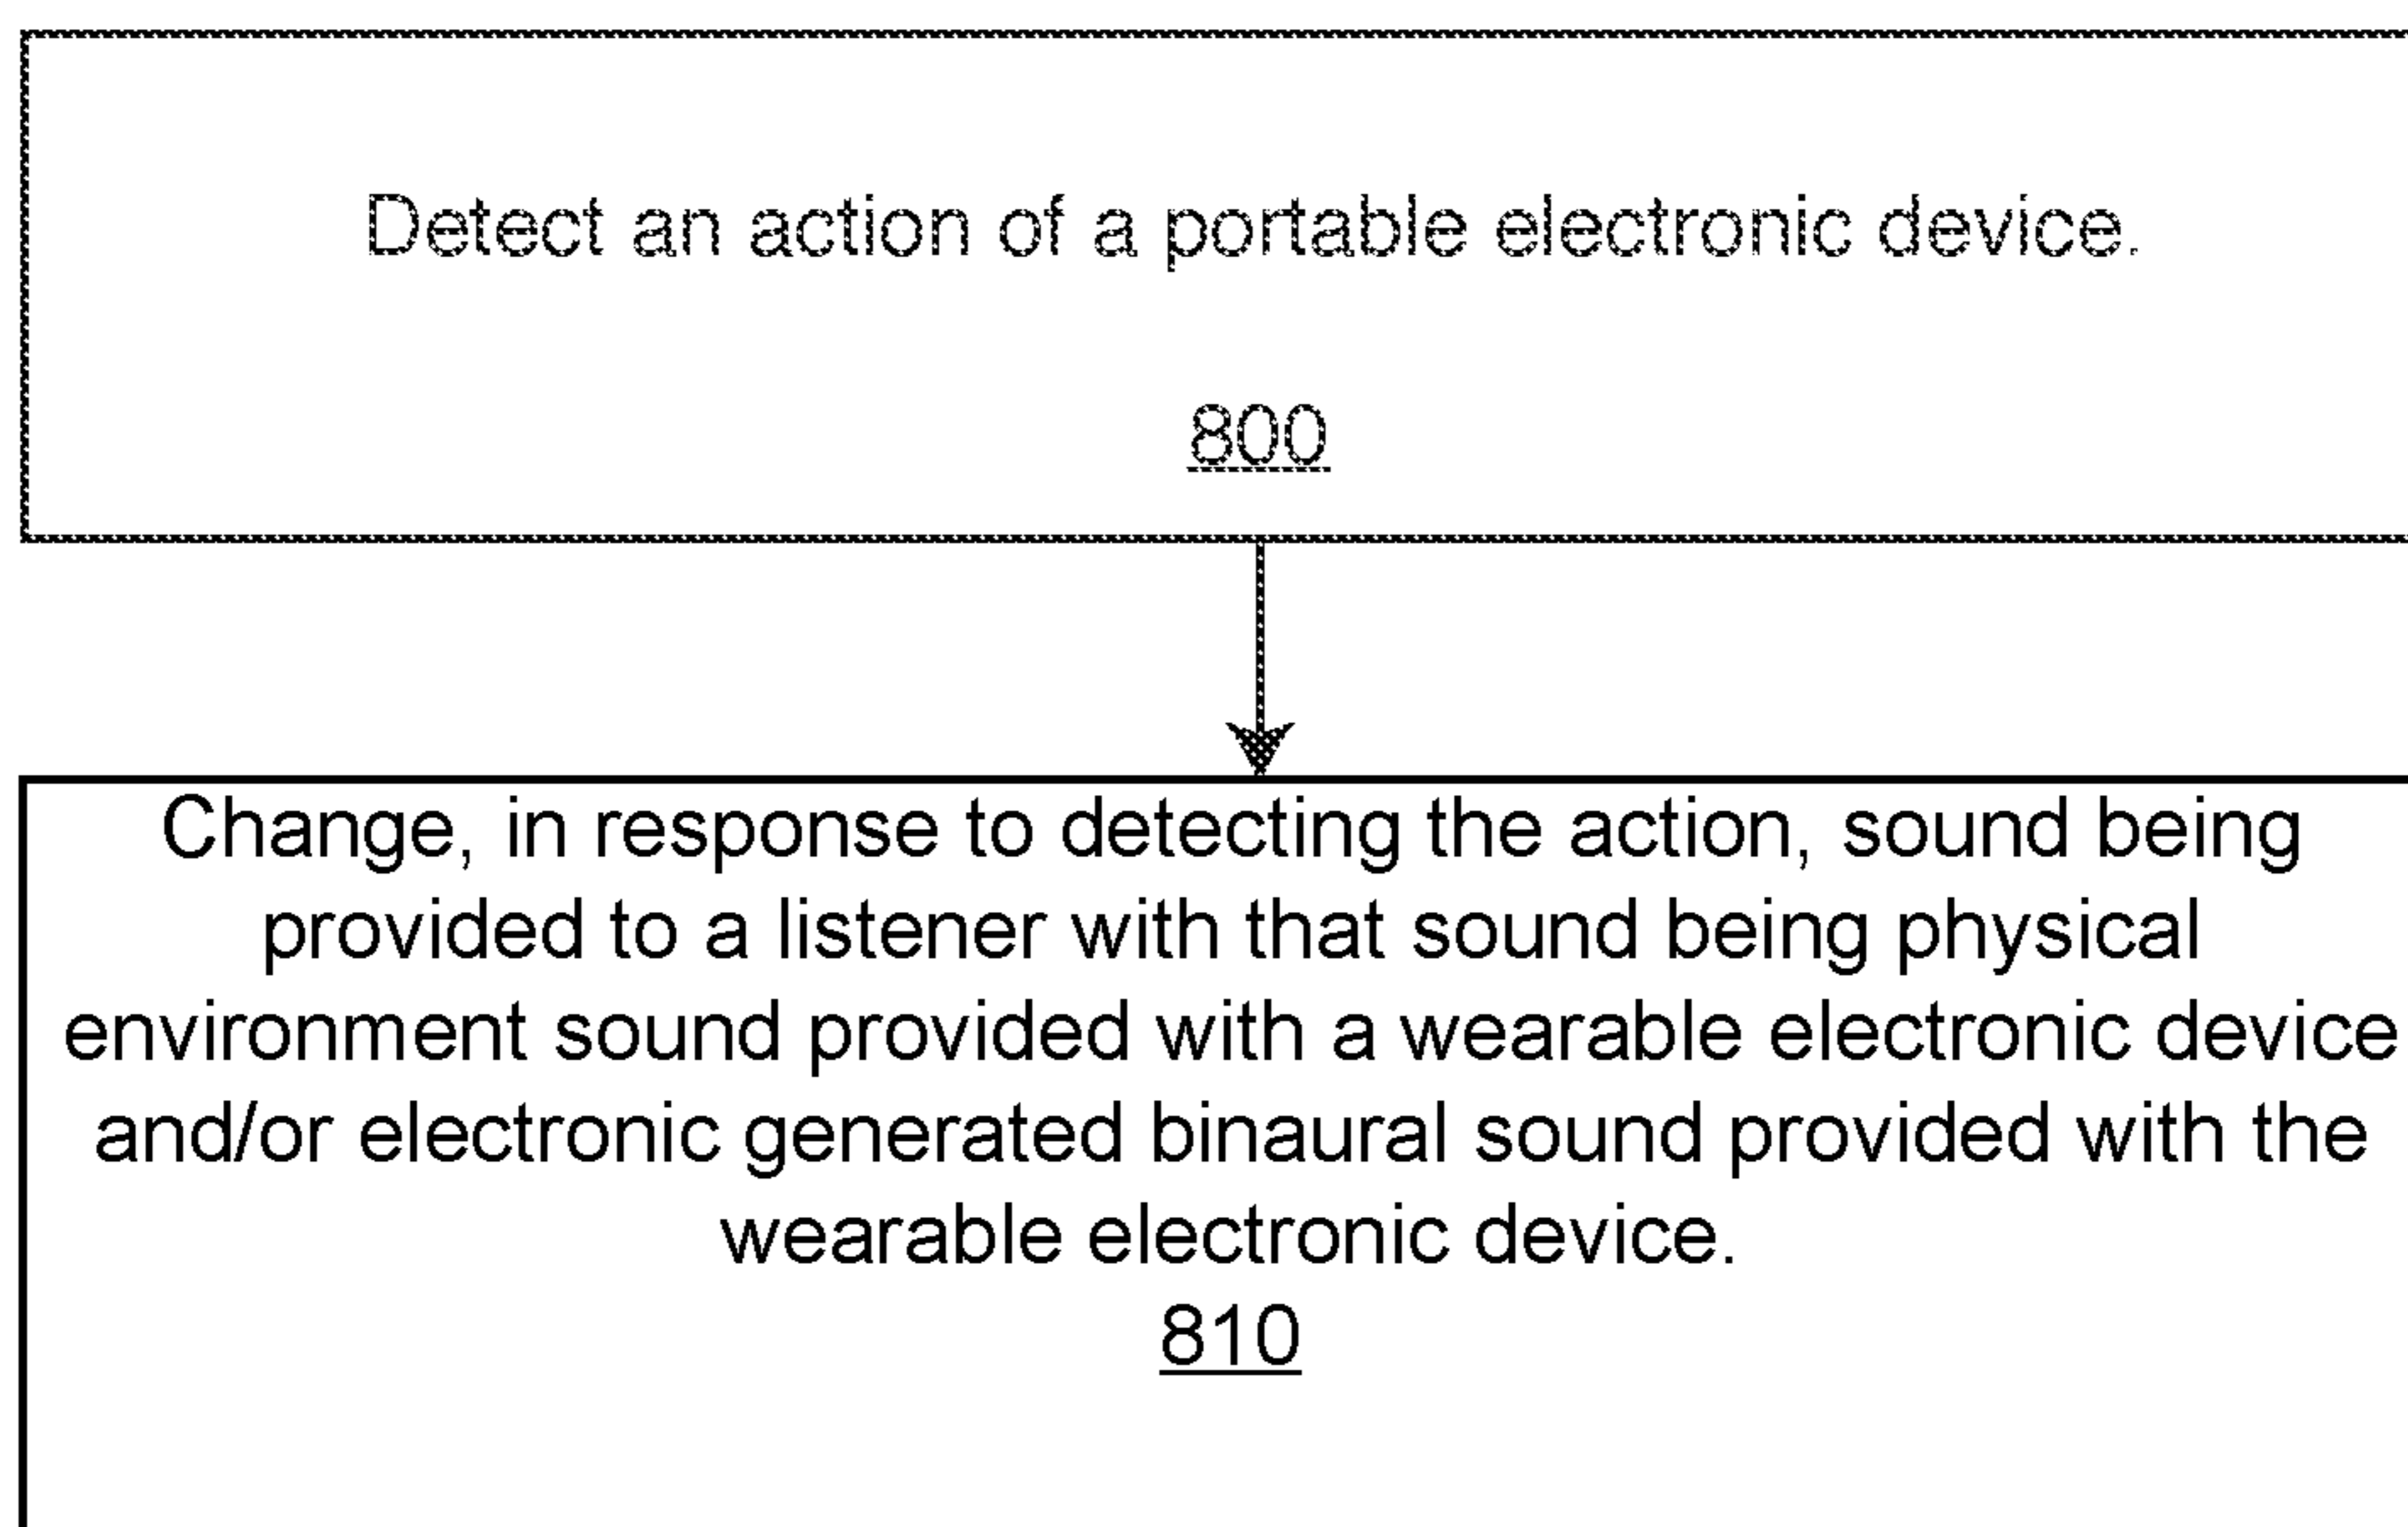 Detect an action of a portable electronic device.
800
Change, in response to detecting the action, sound being
provided to a listener with that sound being physical
environment sound provided with a wearable electronic device
and/or electronic generated binaural sound provided with the
wearable electronic device.
810